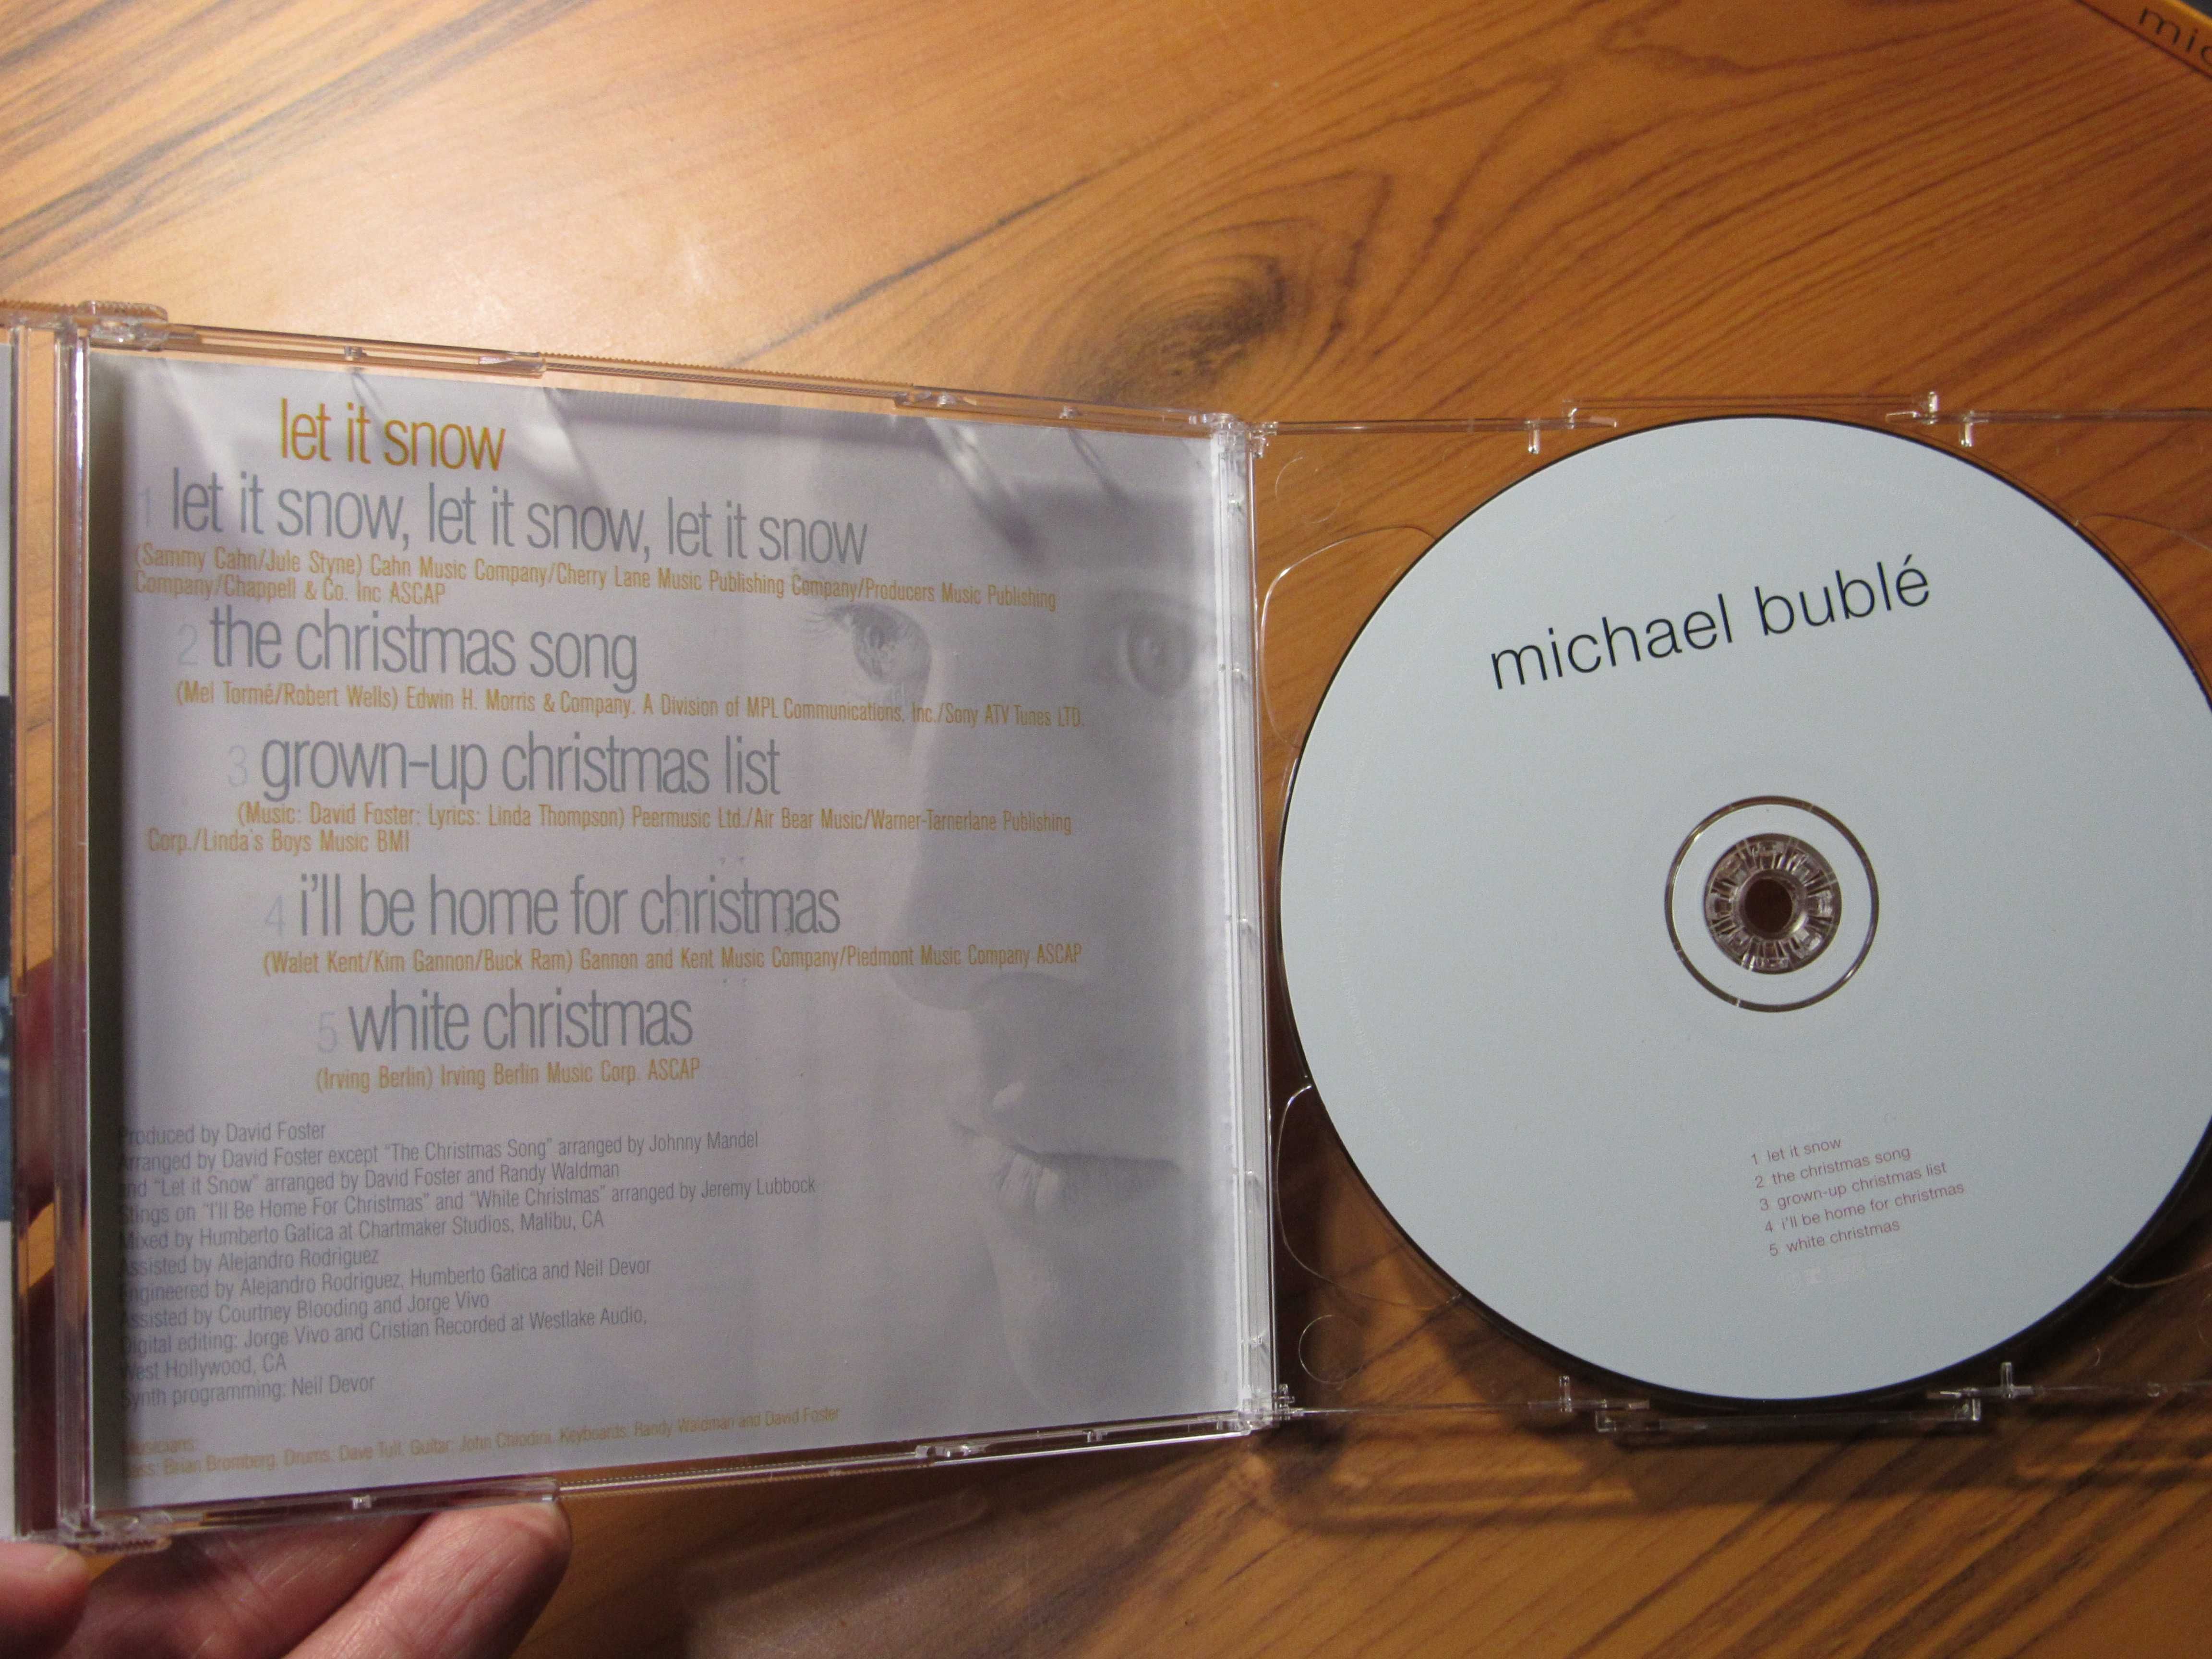 let it snow
1 let it snow, let it snow, let it snow
(Sammy Cahn/Jule Styne) Cahn Music Company/Cherry Lane Music Publishing Company/Producers Music Publishing
Company/Chappell & Co. Inc ASCAP
2 the christmas song
(Mel Tormé/Robert Wells) Edwin H. Morris & Company. A Division of MPL Communications, Inc./Sony ATV Tunes LTD.
3 grown-up christmas list
(Music: David Foster; Lyrics: Linda Thompson) Peermusic Ltd./Air Bear Music/Warner-Tarnerlane Publishing
Corp./Linda's Boys Music BMI
4 i'll be home for christmas
(Walet Kent/Kim Gannon/Buck Ram) Gannon and Kent Music Company/Piedmont Music Company ASCAP
5 white christmas
(Irving Berlin) Irving Berlin Music Corp. ASCAP
Produced by David Foster
Arranged by David Foster except “The Christmas Song” arranged by Johnny Mandel
and “Let it Snow” arranged by David Foster and Randy Waldman
Stings on “I'll Be Home For Christmas” and “White Christmas” arranged by Jeremy Lubbock
Mixed by Humberto Gatica at Chartmaker Studios, Malibu, CA
Assisted by Alejandro Rodriguez
Engineered by Alejandro Rodriguez, Humberto Gatica and Neil Devor
Assisted by Courtney Blooding and Jorge Vivo
Digital editing: Jorge Vivo and Cristian Recorded at Westlake Audio,
West Hollywood, CA
Synth programming: Neil Devor
Musicians:
Bass: Brian Bromberg. Drums: Dave Tull. Guitar: John Chiodini. Keyboards: Randy Waldman and David Foster
michael bublé
1 let it snow
2 the christmas song
3 grown-up christmas list
4 i'll be home for christmas
5 white christmas
mic